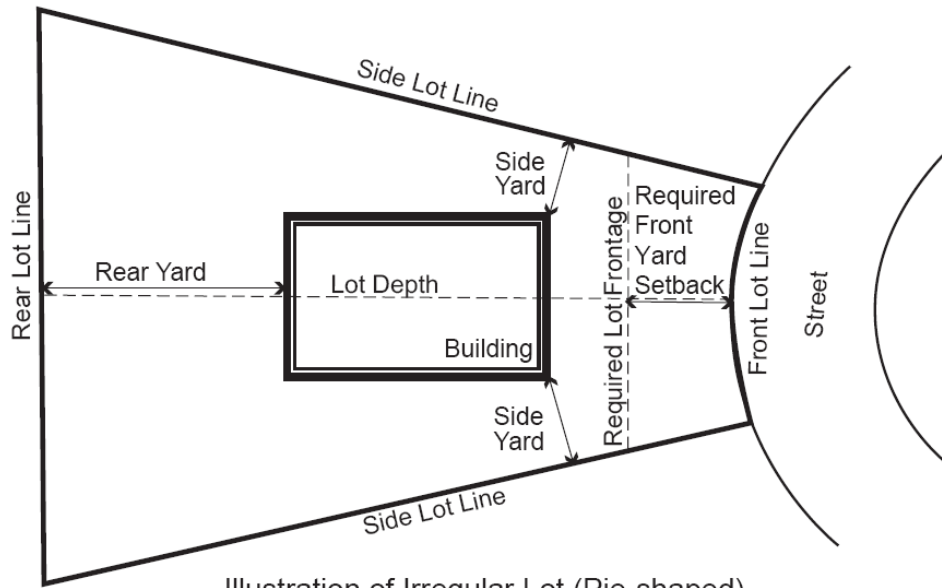 Side Lot Line
Side
Yard
Required
Front
Yard
Setback
Rear Lot Line
Rear Yard
Lot Depth
Building
Required Lot Frontage
Front Lot Line
Street
Side
Yard
Side Lot Line
Illustration of Irregular Lot (Pie-shaped)